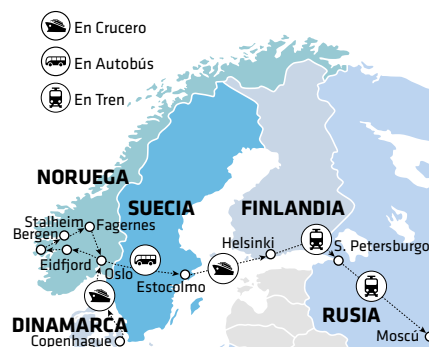 En Crucero
En Autobús
En Tren
NORUEGA
SUECIA
FINLANDIA
Stalheim
Fagernes
Bergen
Eidfjord
Oslo
Estocolmo
Helsinki
S. Petersburgo
DINAMARCA
RUSIA
Copenhague
Moscú